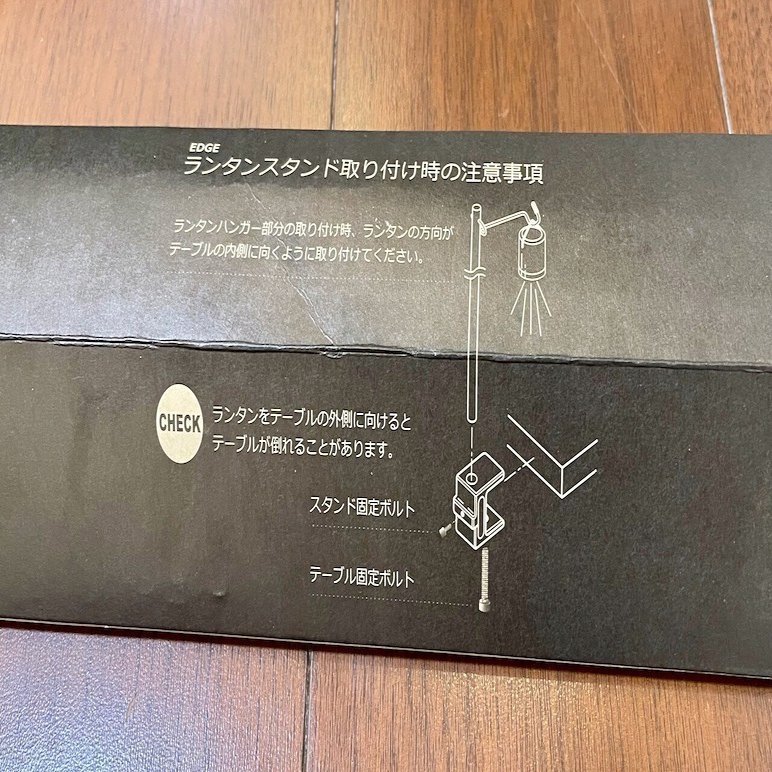 EDGE
ランタンスタンド取り付け時の注意事項
ランタンハンガー部分の取り付け時、ランタンの方向が
テーブルの内側に向くように取り付けてください。
CHECK
ランタンをテーブルの外側に向けると
テーブルが倒れることがあります。
スタンド固定ボルト
テーブル固定ボルト